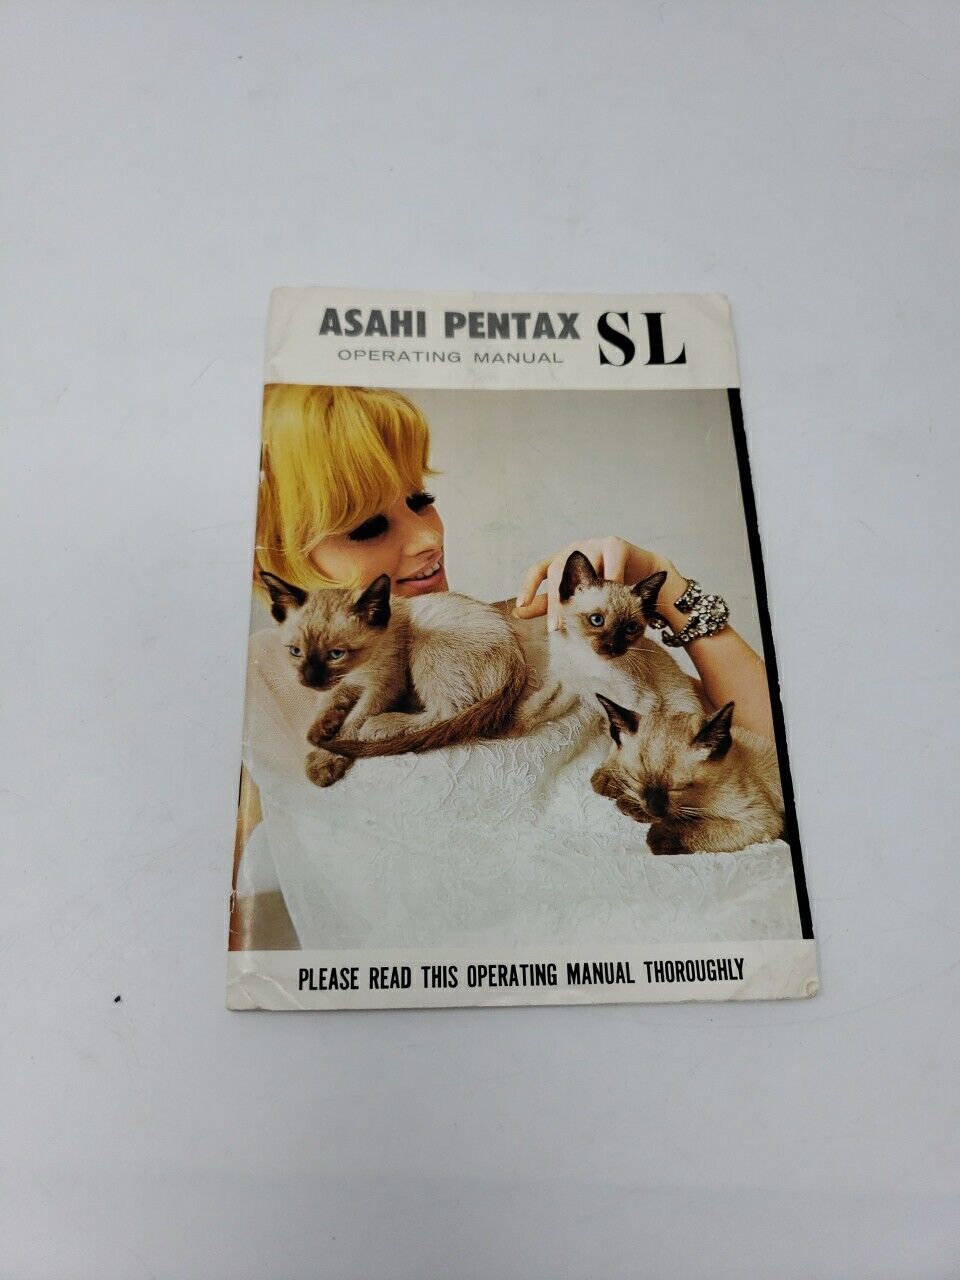 ASAHI PENTAX SL
OPERATING MANUAL
PLEASE READ THIS OPERATING MANUAL THOROUGHLY